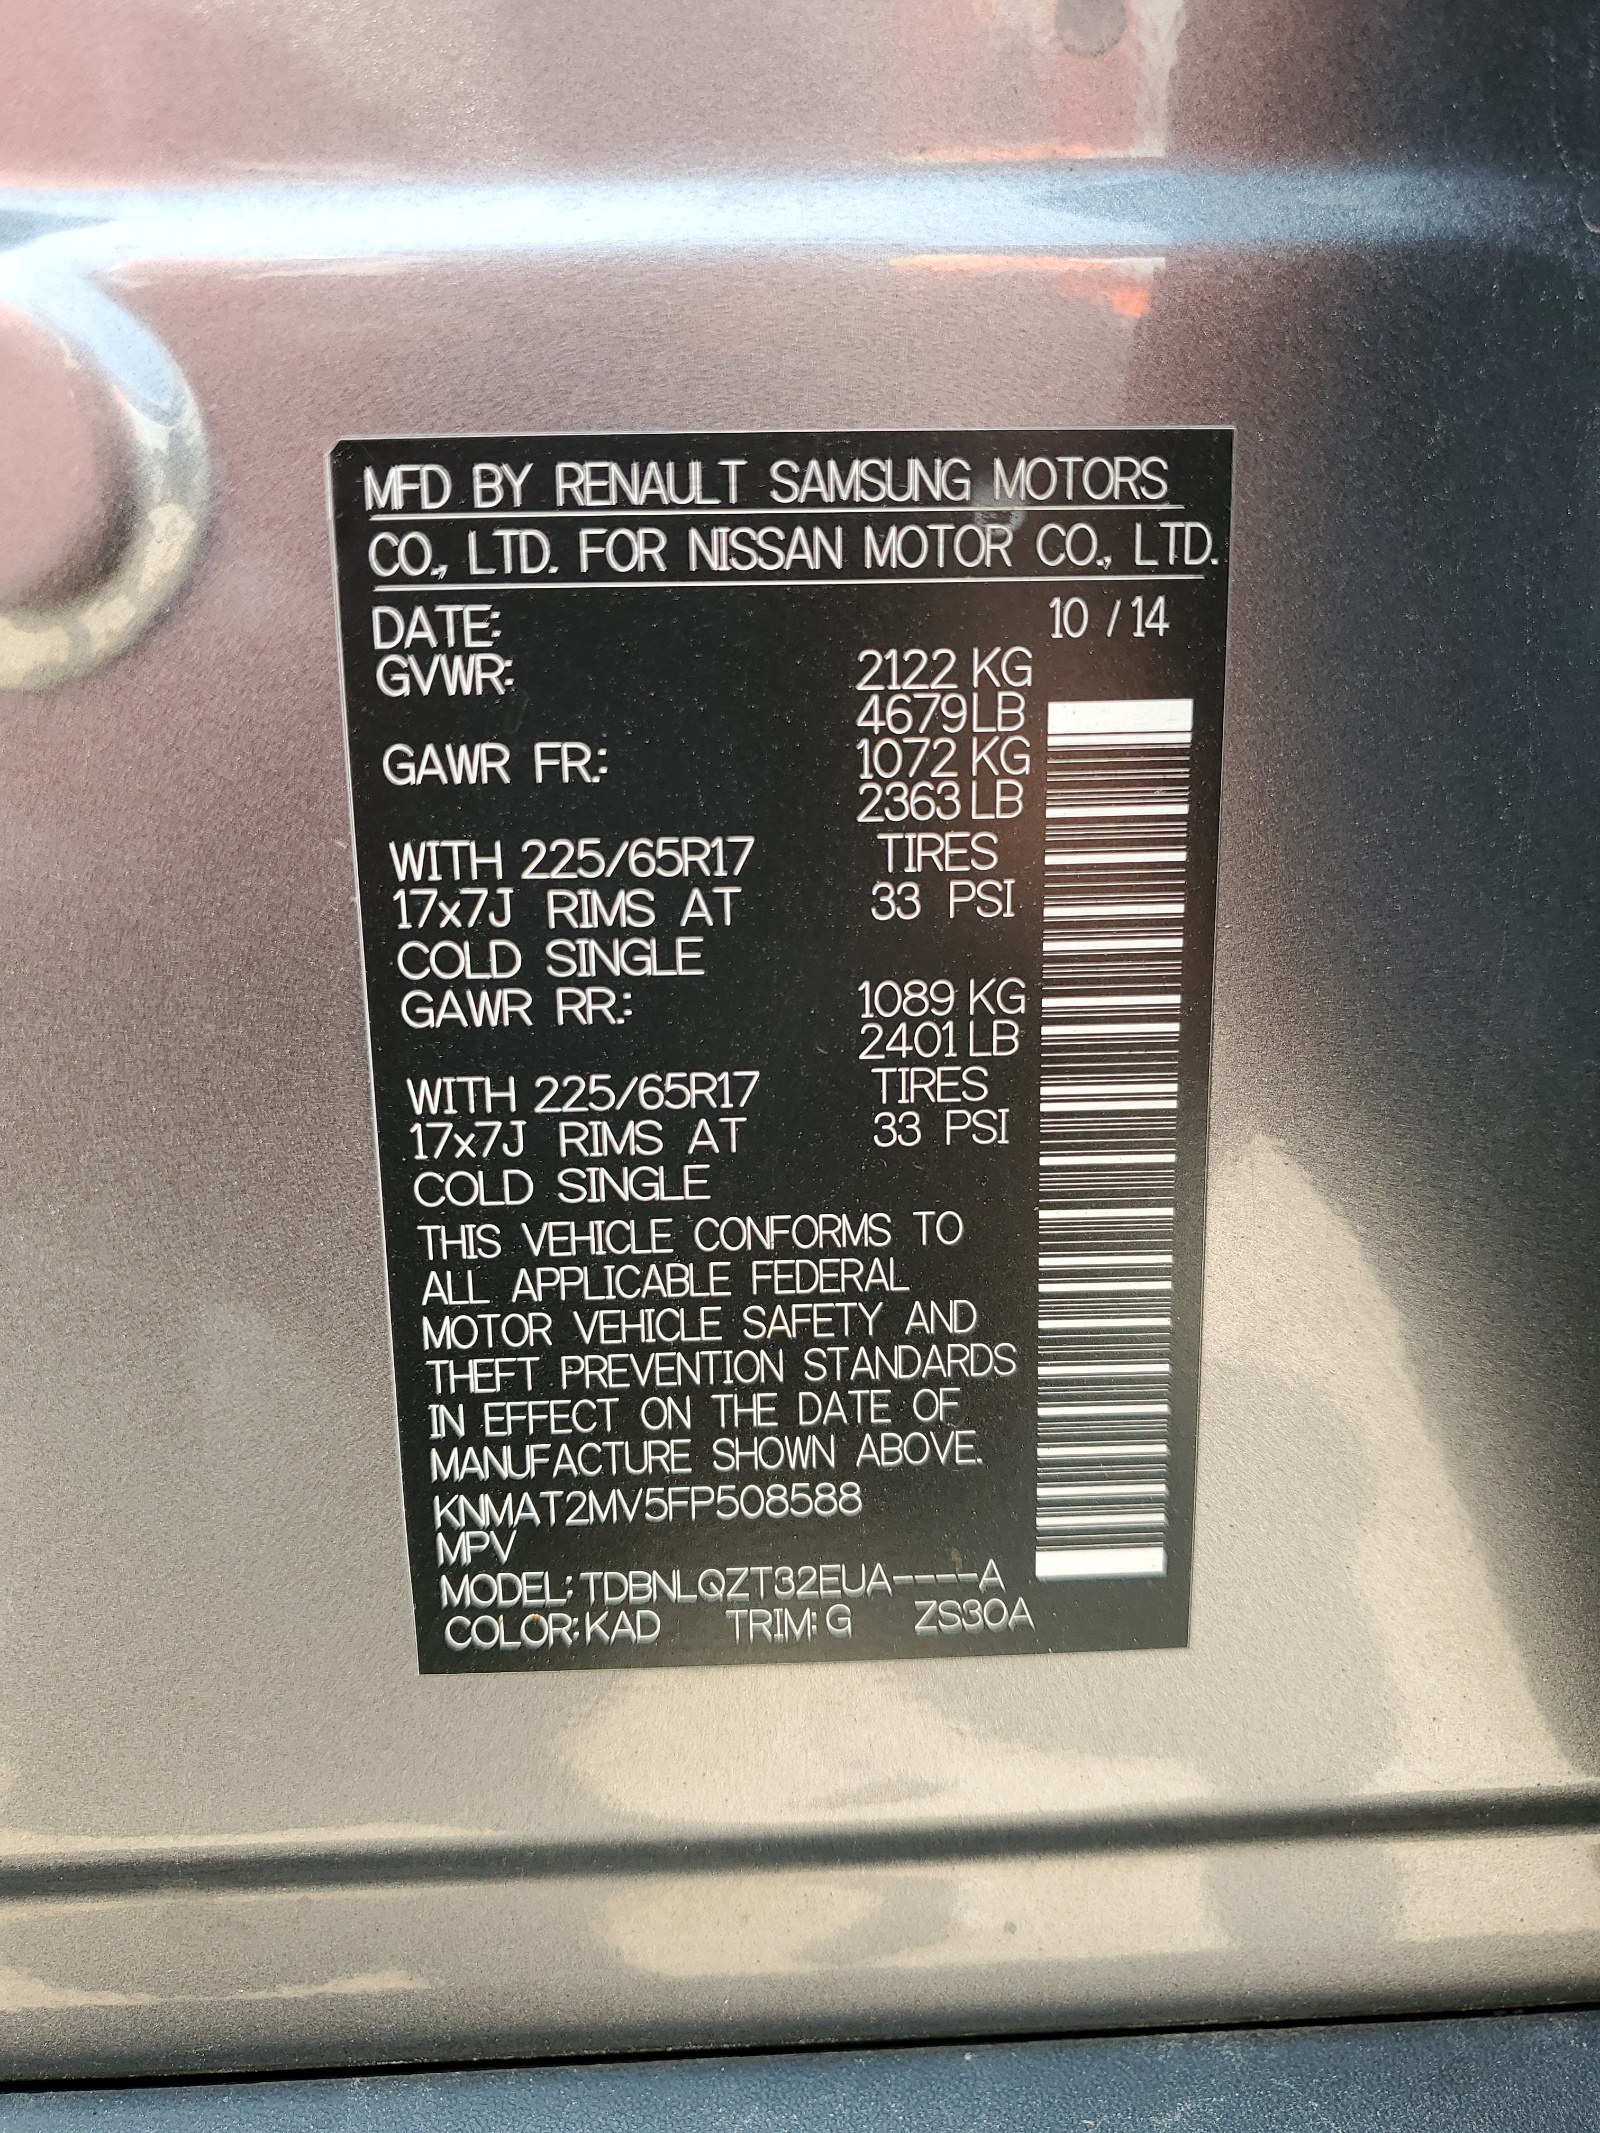 MFD BY RENAULT SAMSUNG MOTORS
CO., LTD. FOR NISSAN MOTOR CO., LTD.
DATE: 10 / 14
GVWR: 2122 KG
4679 LB
GAWR FR.: 1072 KG
2363 LB
WITH 225/65R17 TIRES
17x7J RIMS AT 33 PSI
COLD SINGLE
GAWR RR.: 1089 KG
2401 LB
WITH 225/65R17 TIRES
17x7J RIMS AT 33 PSI
COLD SINGLE
THIS VEHICLE CONFORMS TO
ALL APPLICABLE FEDERAL
MOTOR VEHICLE SAFETY AND
THEFT PREVENTION STANDARDS
IN EFFECT ON THE DATE OF
MANUFACTURE SHOWN ABOVE.
KNMAT2MV5FP508588
MPV
MODEL: TDBNLQZT32EUA----A
COLOR: KAD TRIM: G ZS30A